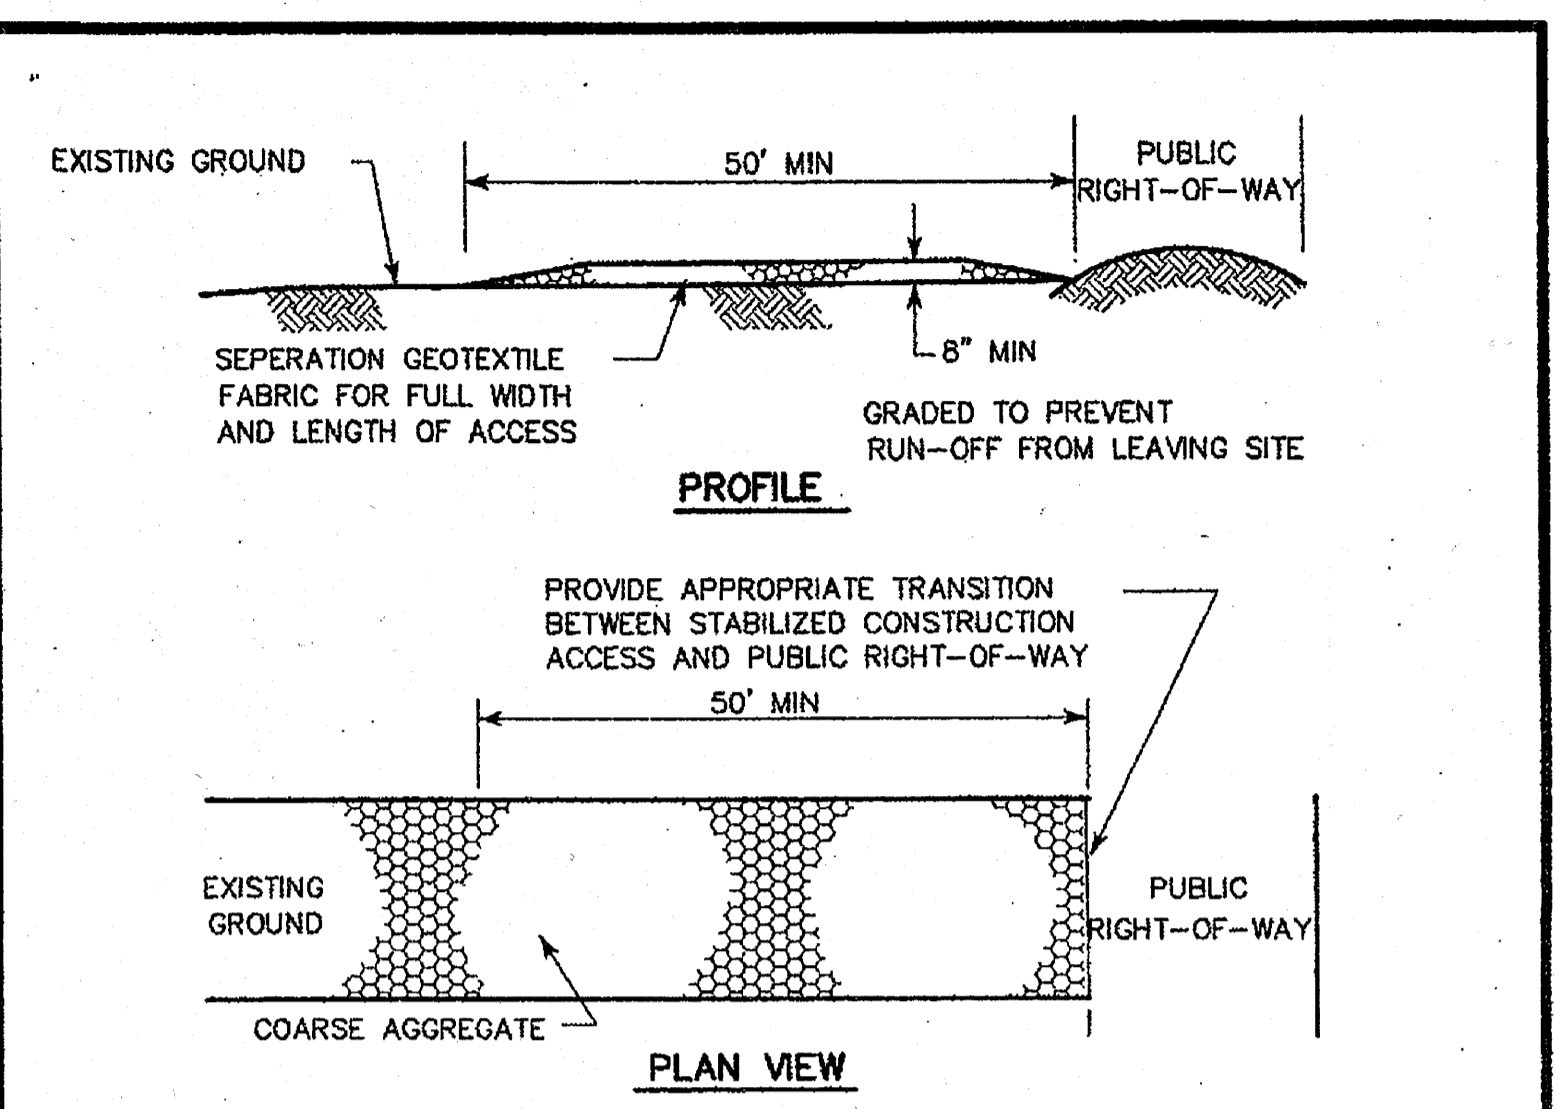 EXISTING GROUND
50' MIN
PUBLIC
RIGHT-OF-WAY
SEPERATION GEOTEXTILE
FABRIC FOR FULL WIDTH
AND LENGTH OF ACCESS
8" MIN
GRADED TO PREVENT
RUN-OFF FROM LEAVING SITE
PROFILE
PROVIDE APPROPRIATE TRANSITION
BETWEEN STABILIZED CONSTRUCTION
ACCESS AND PUBLIC RIGHT-OF-WAY
50' MIN
EXISTING
GROUND
PUBLIC
RIGHT-OF-WAY
COARSE AGGREGATE
PLAN VIEW